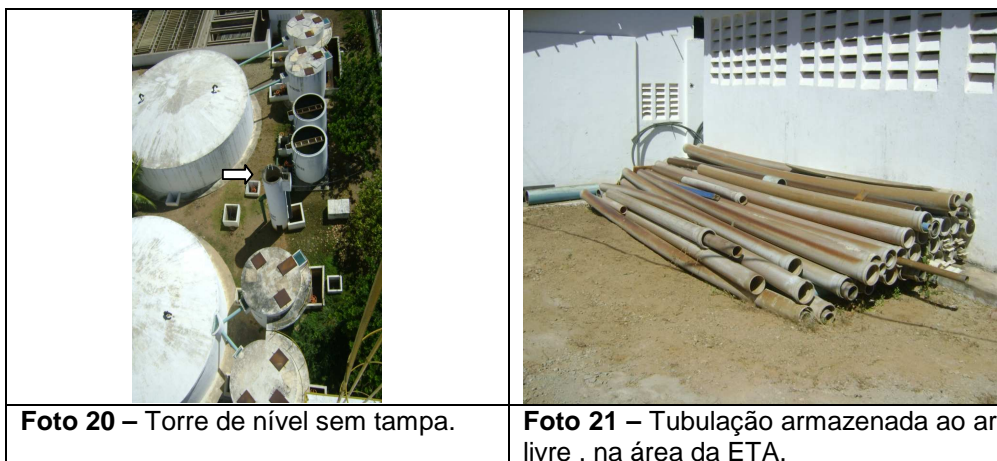 Foto 20 – Torre de nível sem tampa.
Foto 21 – Tubulação armazenada ao ar
livre , na área da ETA.